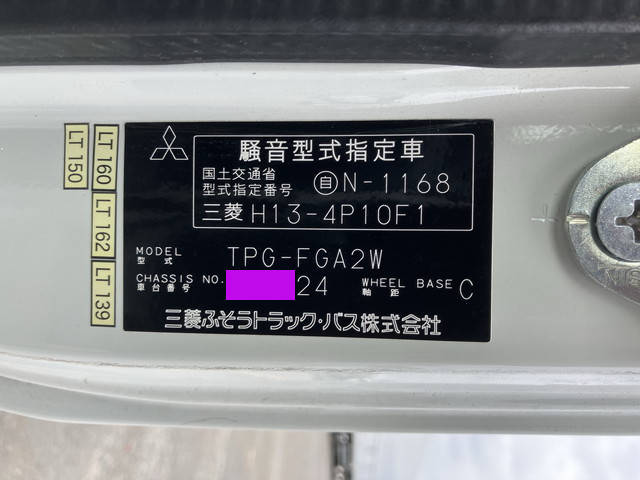 騒音型式指定車
国土交通省
型式指定番号 自N-1168
三菱 H13-4P10F1
MODEL
型式 TPG-FGA2W
CHASSIS NO.
車台番号 24 WHEEL BASE
軸距 C
三菱ふそうトラック・バス株式会社
LT 150
LT 160
LT 162
LT 139